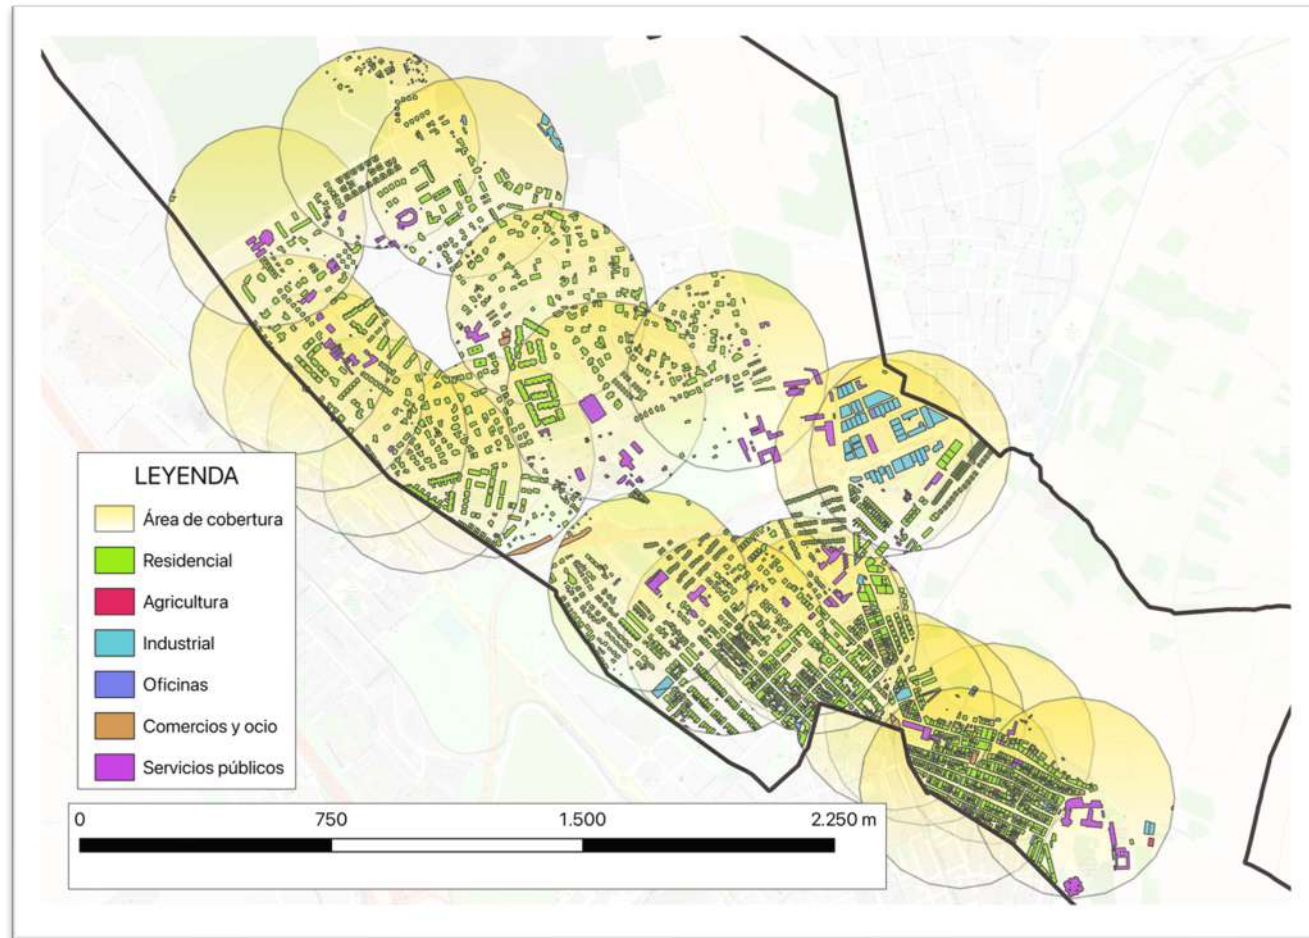 LEYENDA
Área de cobertura
Residencial
Agricultura
Industrial
Oficinas
Comercios y ocio
Servicios públicos
0 750 1.500 2.250 m